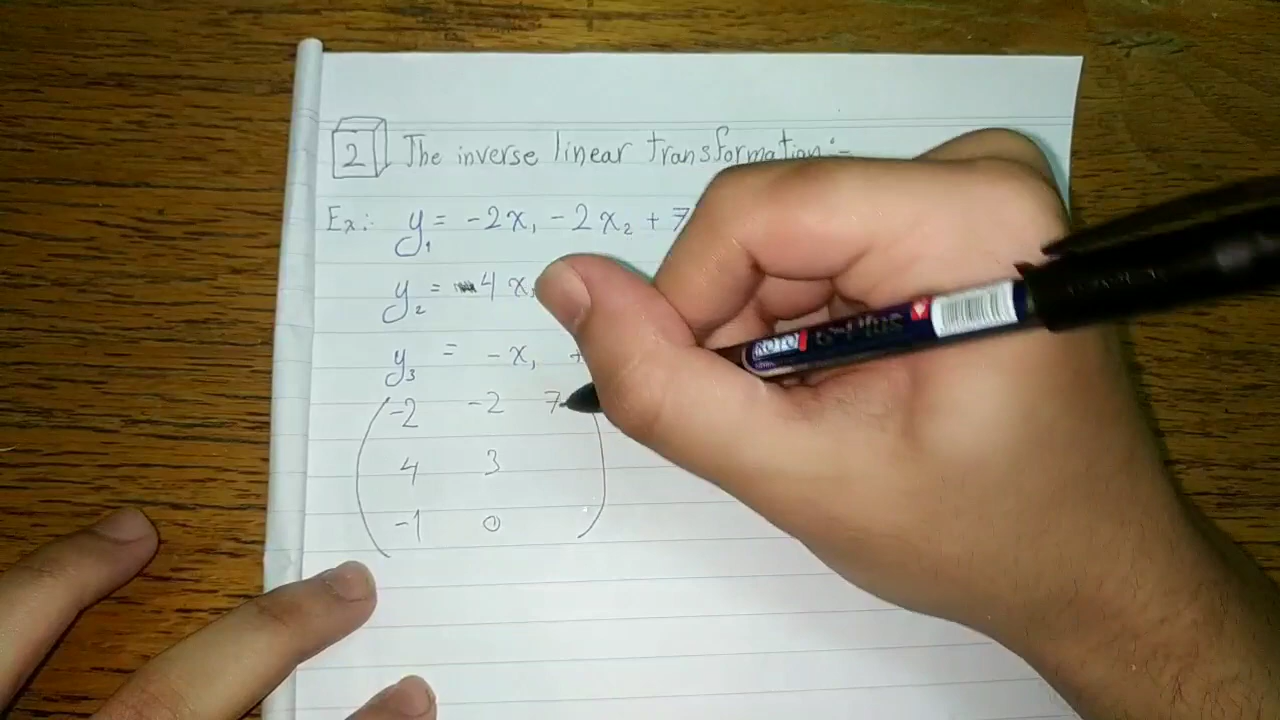 2 The inverse linear transformation:-
Ex:- y₁ = -2x₁ - 2x₂ + 7
y₂ = 4x₁
y₃ = -x₁ +
-2 -2 7
4 3
-1 0
ROTO